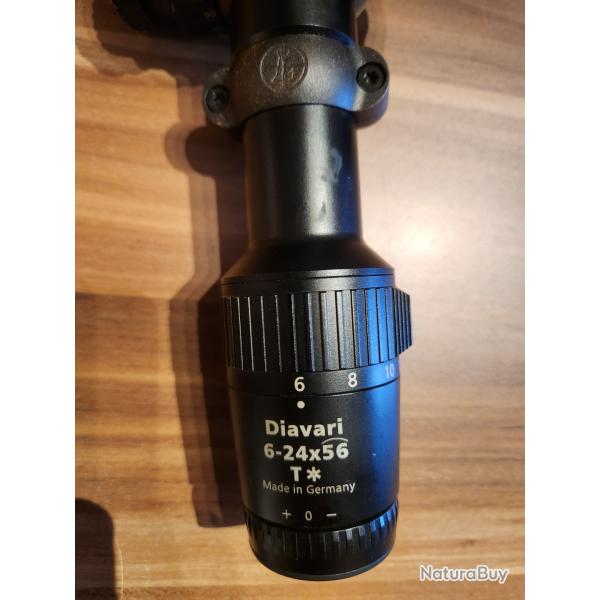 6 8 10
Diavari
6-24x56
T*
Made in Germany
+ 0 -
NaturaBuy